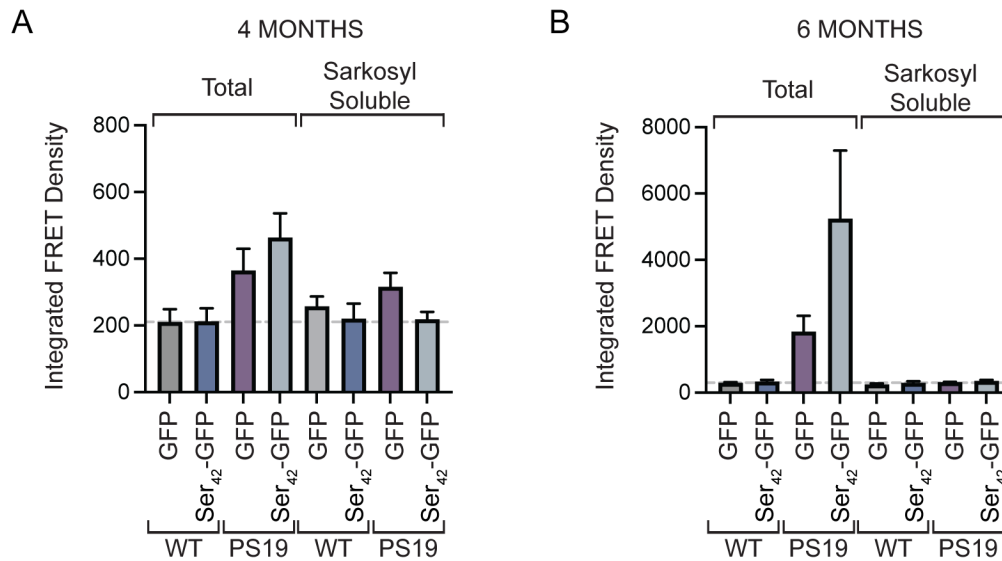 A
4 MONTHS
Total
Sarkosyl
Soluble
Integrated FRET Density
800
600
400
200
0
GFP
Ser42-GFP
GFP
Ser42-GFP
GFP
Ser42-GFP
GFP
Ser42-GFP
WT
PS19
WT
PS19
B
6 MONTHS
Total
Sarkosyl
Soluble
Integrated FRET Density
8000
6000
4000
2000
0
GFP
Ser42-GFP
GFP
Ser42-GFP
GFP
Ser42-GFP
GFP
Ser42-GFP
WT
PS19
WT
PS19